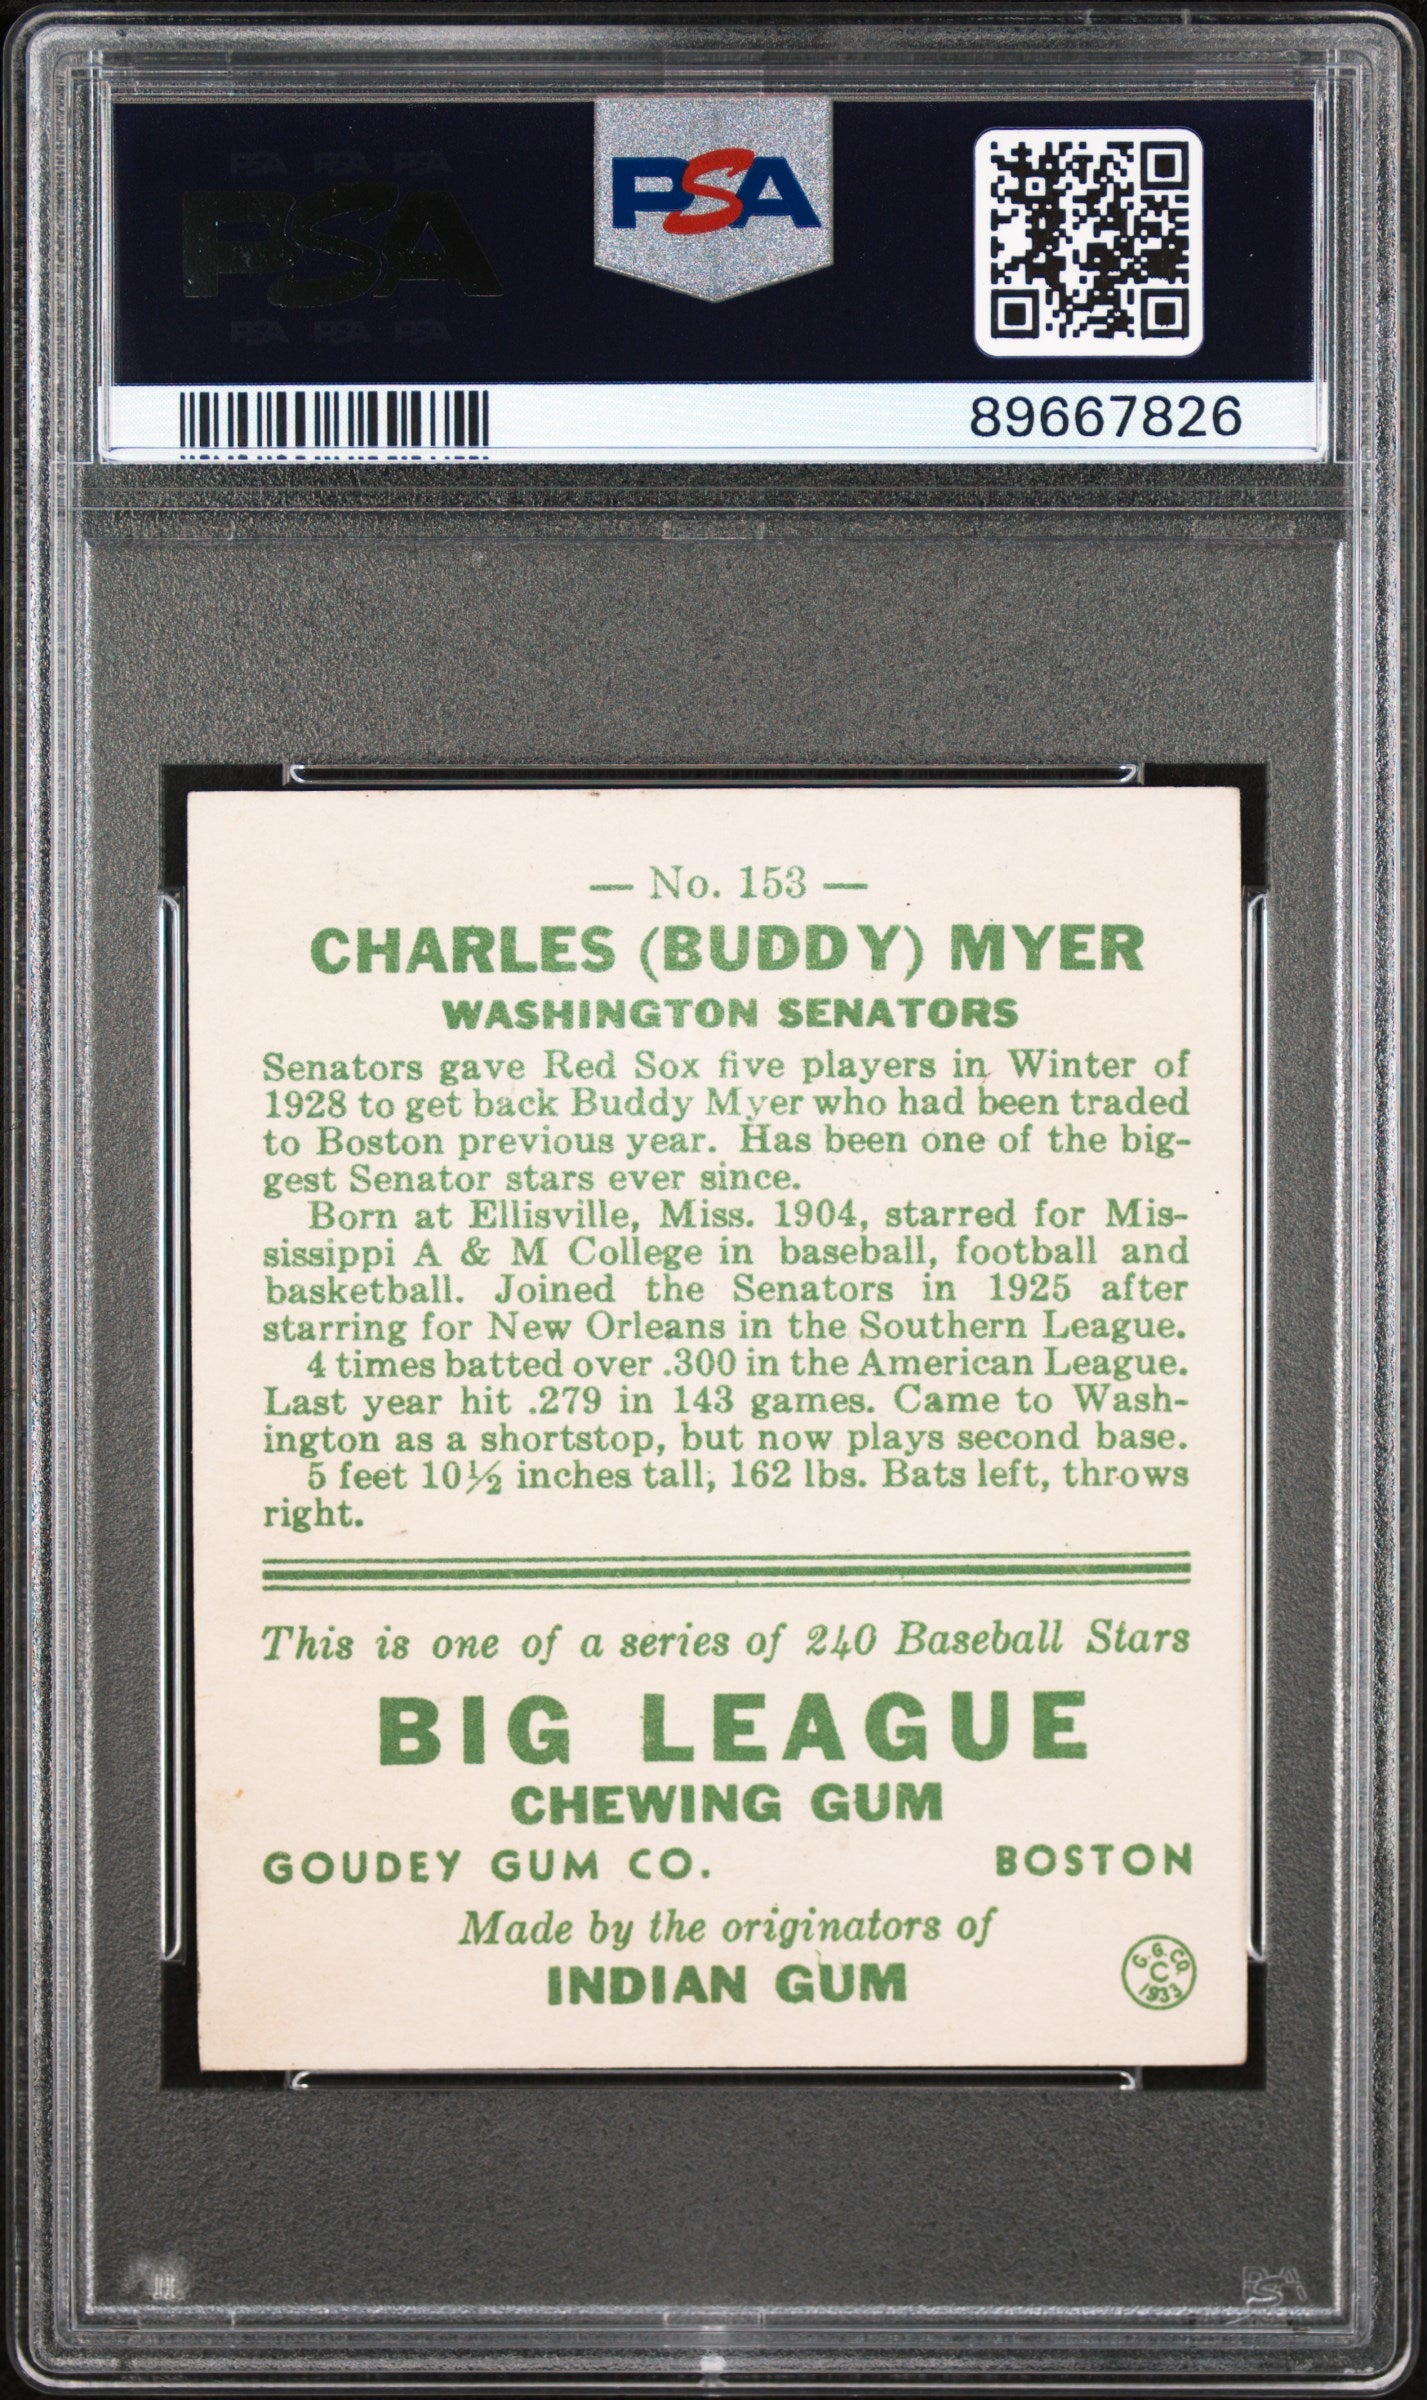 PSA PSA PSA
PSA
PSA PSA PSA
PSA
89667826
— No. 153 —
CHARLES (BUDDY) MYER
WASHINGTON SENATORS
Senators gave Red Sox five players in Winter of
1928 to get back Buddy Myer who had been traded
to Boston previous year. Has been one of the big-
gest Senator stars ever since.
Born at Ellisville, Miss. 1904, starred for Mis-
sissippi A & M College in baseball, football and
basketball. Joined the Senators in 1925 after
starring for New Orleans in the Southern League.
4 times batted over .300 in the American League.
Last year hit .279 in 143 games. Came to Wash-
ington as a shortstop, but now plays second base.
5 feet 10½ inches tall, 162 lbs. Bats left, throws
right.
This is one of a series of 240 Baseball Stars
BIG LEAGUE
CHEWING GUM
GOUDEY GUM CO. BOSTON
Made by the originators of
INDIAN GUM
G.G.CO.
C
1933
PSA